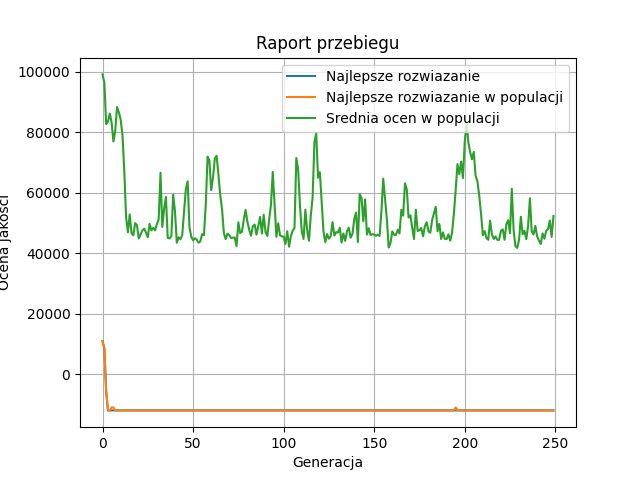 Raport przebiegu
Najlepsze rozwiazanie
Najlepsze rozwiazanie w populacji
Srednia ocen w populacji
100000
80000
60000
40000
20000
0
Ocena jakosci
0 50 100 150 200 250
Generacja